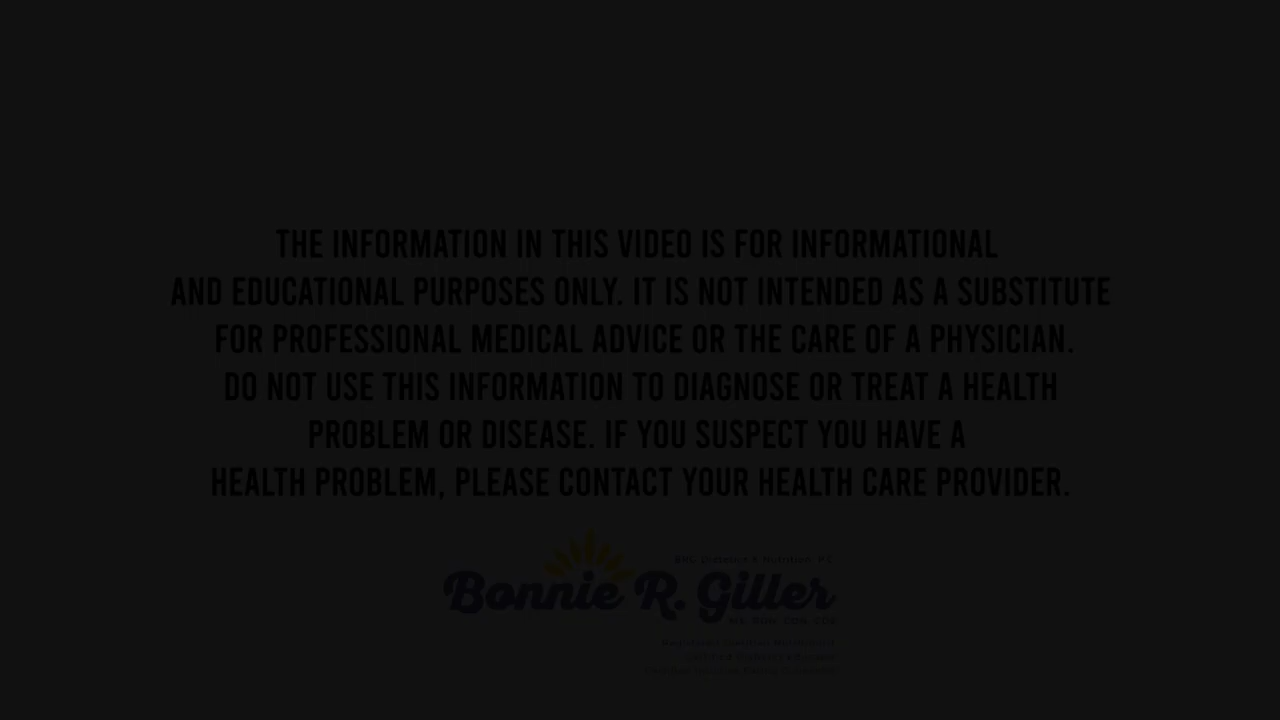 THE INFORMATION IN THIS VIDEO IS FOR INFORMATIONAL
AND EDUCATIONAL PURPOSES ONLY. IT IS NOT INTENDED AS A SUBSTITUTE
FOR PROFESSIONAL MEDICAL ADVICE OR THE CARE OF A PHYSICIAN.
DO NOT USE THIS INFORMATION TO DIAGNOSE OR TREAT A HEALTH
PROBLEM OR DISEASE. IF YOU SUSPECT YOU HAVE A
HEALTH PROBLEM, PLEASE CONTACT YOUR HEALTH CARE PROVIDER.
Bonnie R. Giller